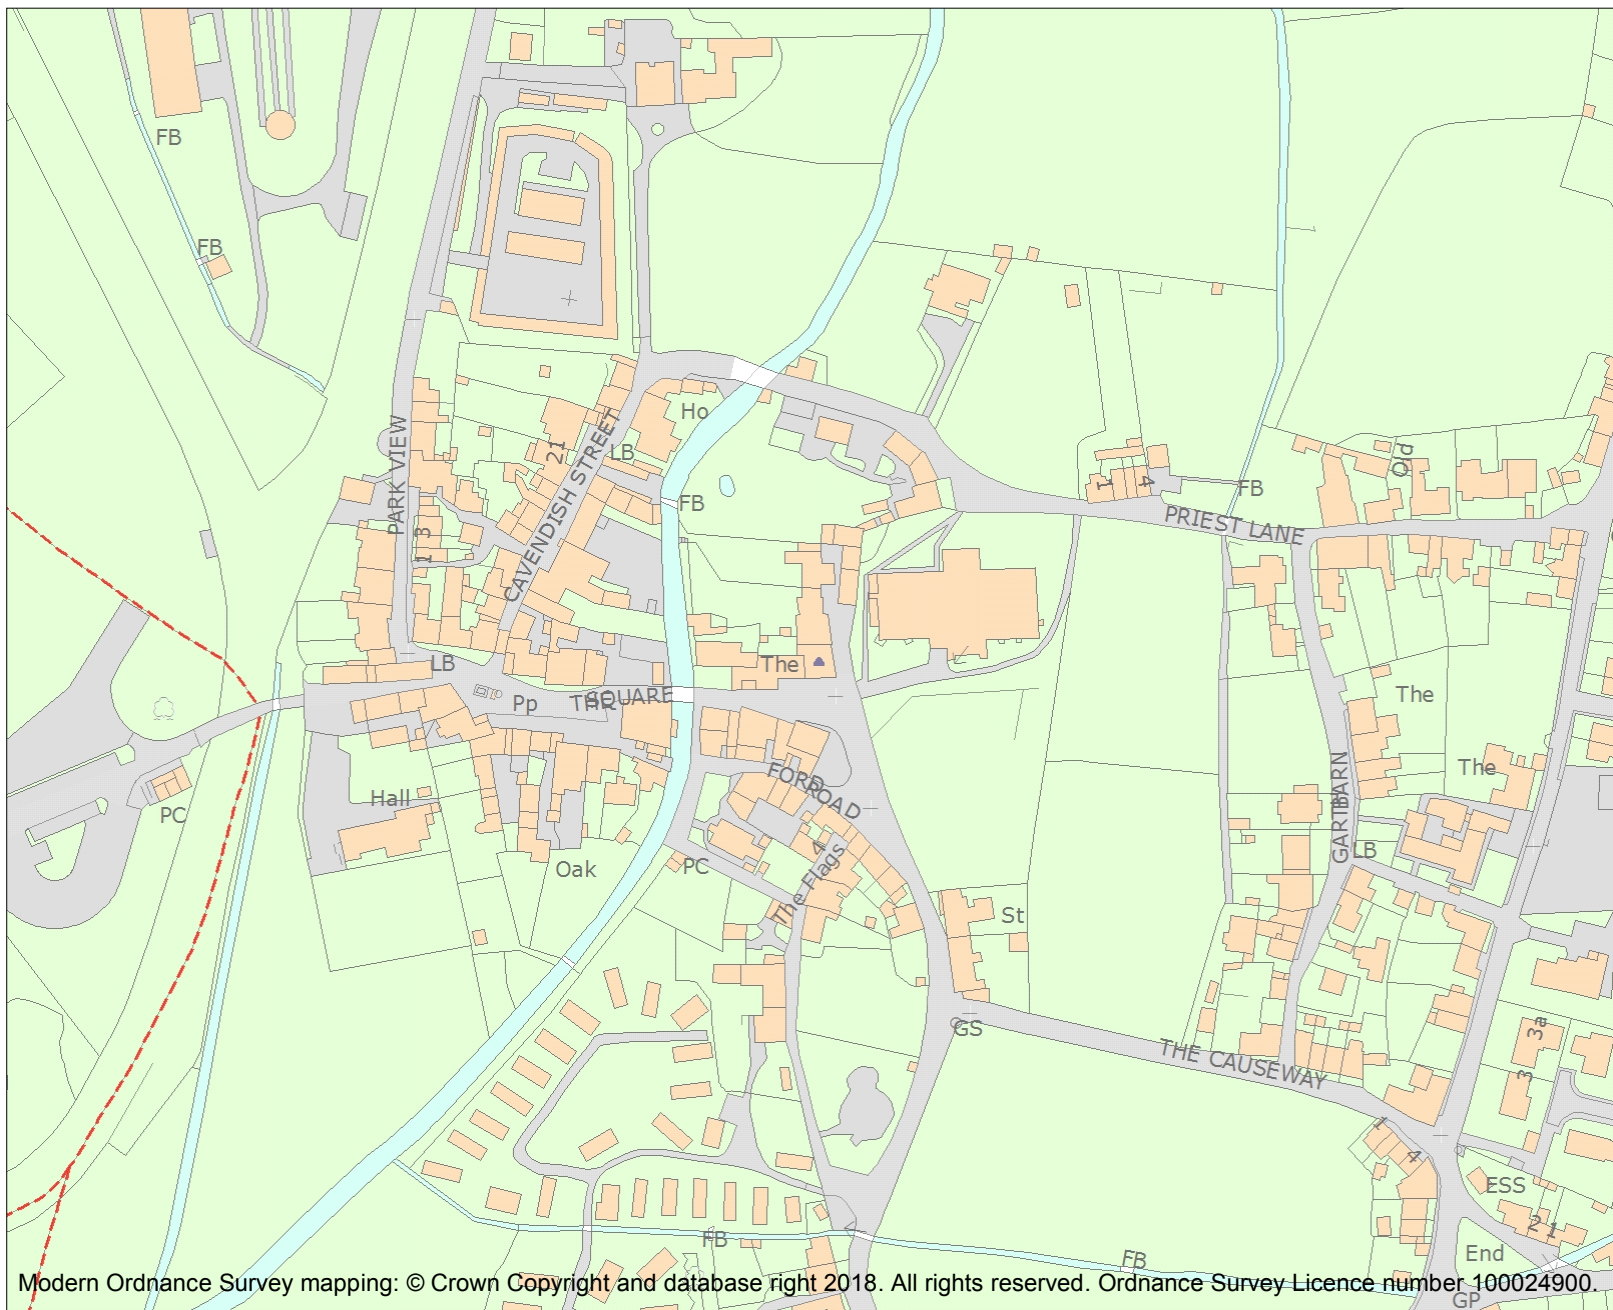 FB
FB
PARK VIEW
21
Ho
LB
CAVENDISH STREET
FB
1
3
1
4
FB
Old
PRIEST LANE
LB
The
Pp
THE
SQUARE
The
The
FORD
ROAD
GARTH
BARN
PC
Hall
Oak
PC
4
The Flags
LB
St
GS
THE CAUSEWAY
3a
3
1
4
ESS
2 1
FB
FB
End
GP
Modern Ordnance Survey mapping: © Crown Copyright and database right 2018. All rights reserved. Ordnance Survey Licence number 100024900.